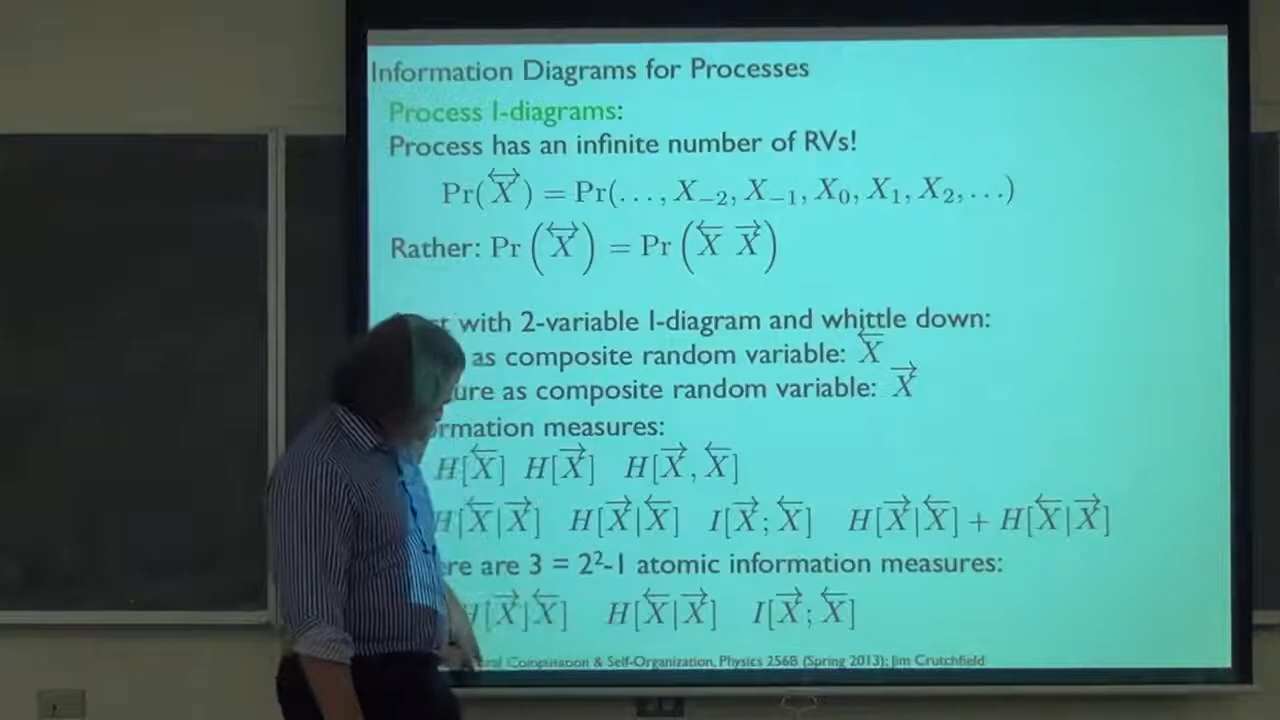 Information Diagrams for Processes
Process I-diagrams:
Process has an infinite number of RVs!
Pr(X⃡) = Pr(..., X₋₂, X₋₁, X₀, X₁, X₂, ...)
Rather: Pr (X⃡) = Pr (X⃖ X⃗)
with 2-variable I-diagram and whittle down:
as composite random variable: X⃖
ure as composite random variable: X⃗
ormation measures:
H[X⃖] H[X⃗] H[X⃗, X⃖]
H[X⃖|X⃗] H[X⃗|X⃖] I[X⃗; X⃖] H[X⃗|X⃖] + H[X⃖|X⃗]
ere are 3 = 2²-1 atomic information measures:
H[X⃗|X⃖] H[X⃖|X⃗] I[X⃗; X⃖]
Computation & Self-Organization, Physics 256B (Spring 2013); Jim Crutchfield